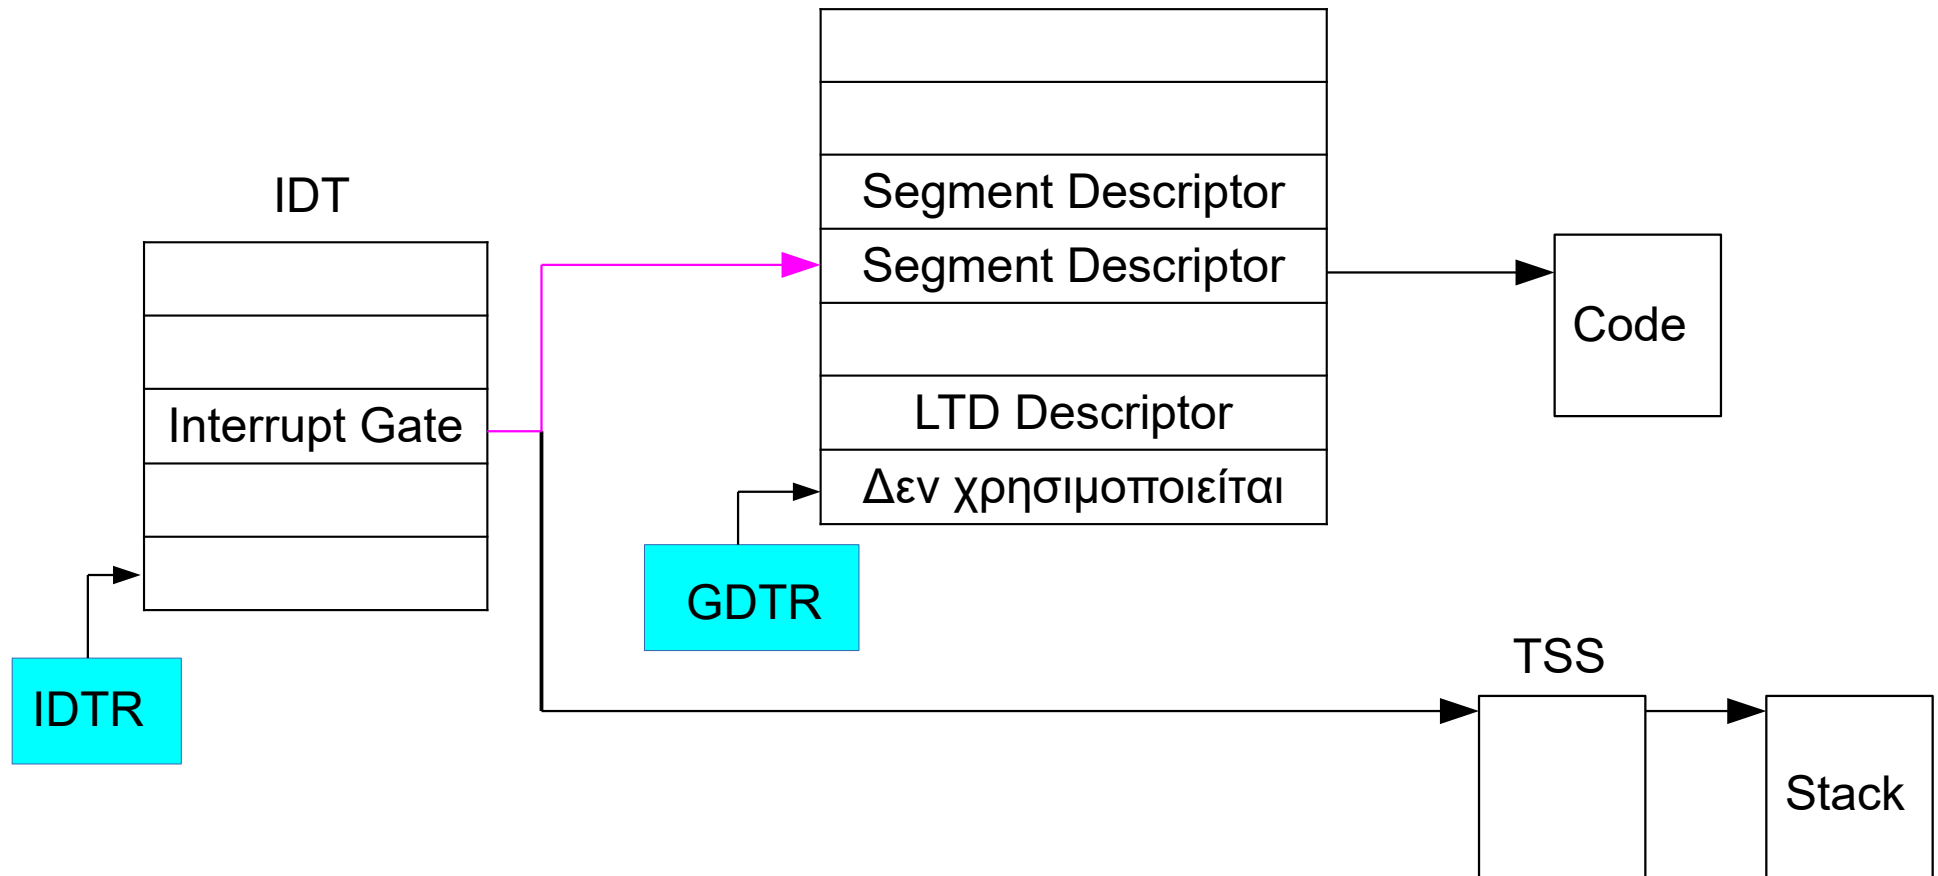 IDT
Interrupt Gate
IDTR
Segment Descriptor
Segment Descriptor
LTD Descriptor
Δεν χρησιμοποιείται
GDTR
Code
TSS
Stack